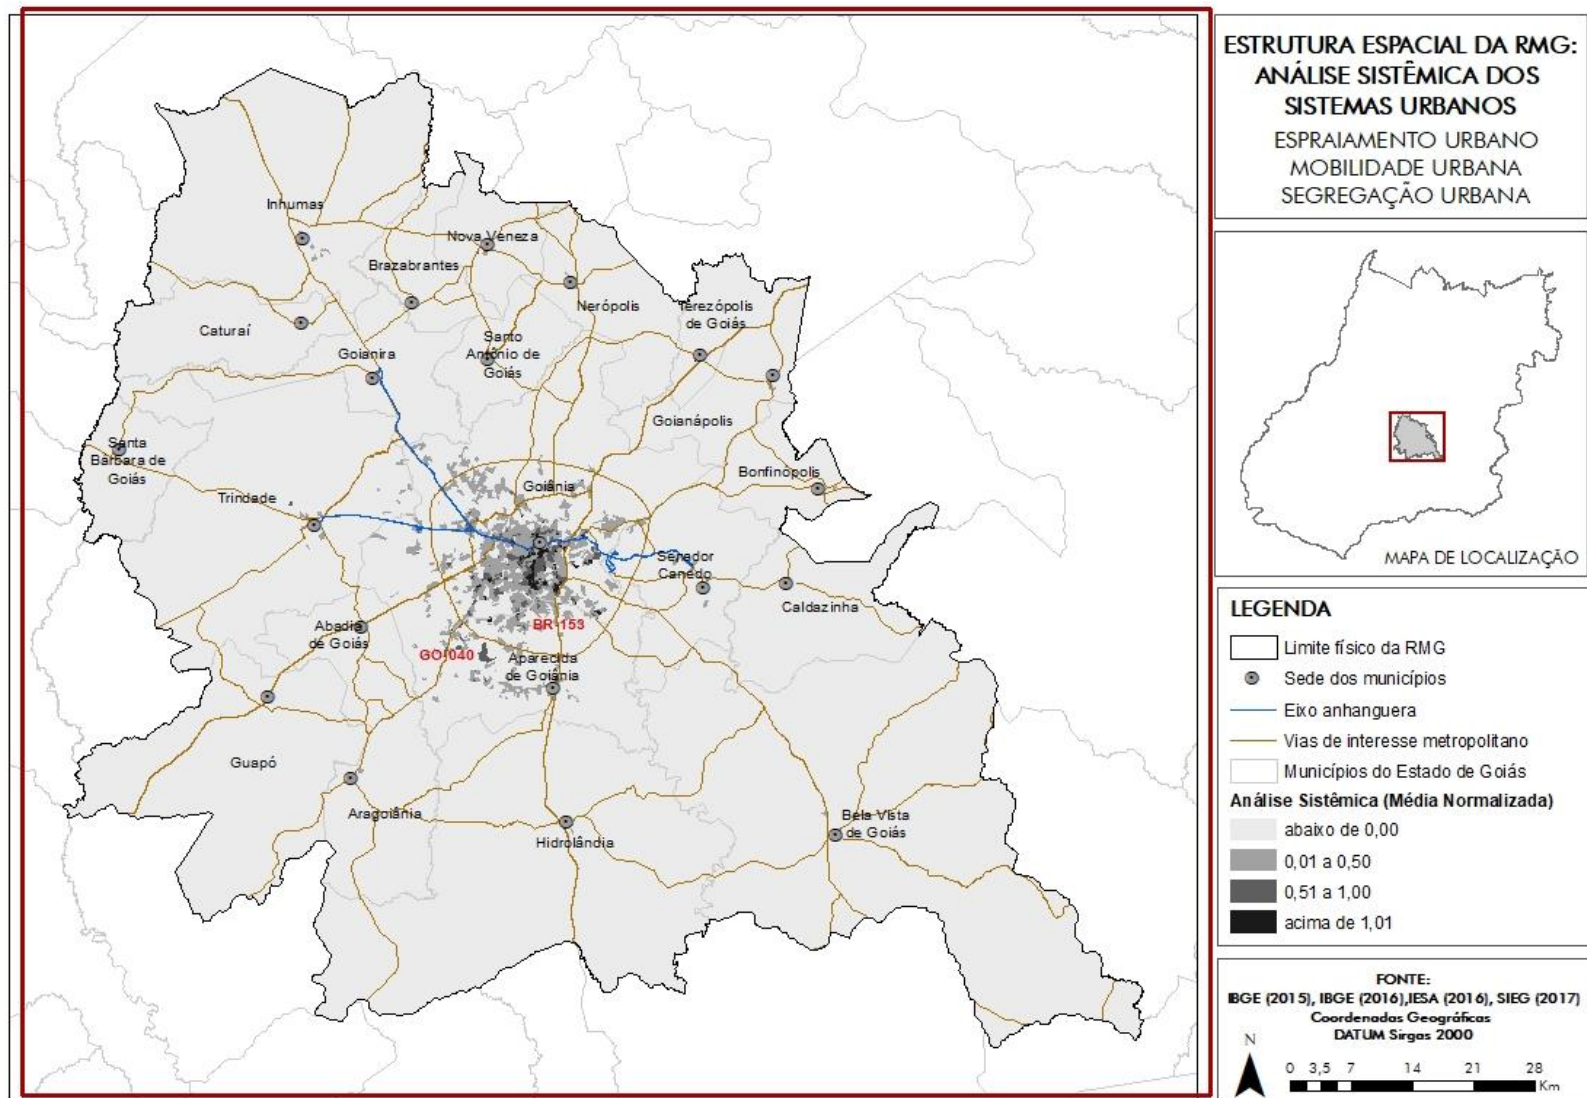 Inhumas
Nova Veneza
Brazabrantes
Nerópolis
Terezópolis
de Goiás
Caturaí
Goianira
Santo
Antônio de
Goiás
Goianápolis
Santa
Bárbara de
Goiás
Bonfinópolis
Trindade
Goiânia
Senador
Canedo
Caldazinha
Abadia
de Goiás
BR-153
GO-040
Aparecida
de Goiânia
Guapó
Aragoiânia
Hidrolândia
Bela Vista
de Goiás
ESTRUTURA ESPACIAL DA RMG:
ANÁLISE SISTÊMICA DOS
SISTEMAS URBANOS
ESPRAIAMENTO URBANO
MOBILIDADE URBANA
SEGREGAÇÃO URBANA
MAPA DE LOCALIZAÇÃO
LEGENDA
Limite físico da RMG
Sede dos municípios
Eixo anhanguera
Vias de interesse metropolitano
Municípios do Estado de Goiás
Análise Sistêmica (Média Normalizada)
abaixo de 0,00
0,01 a 0,50
0,51 a 1,00
acima de 1,01
FONTE:
IBGE (2015), IBGE (2016),IESA (2016), SIEG (2017)
Coordenadas Geográficas
DATUM Sirgas 2000
N
0 3,5 7 14 21 28
Km